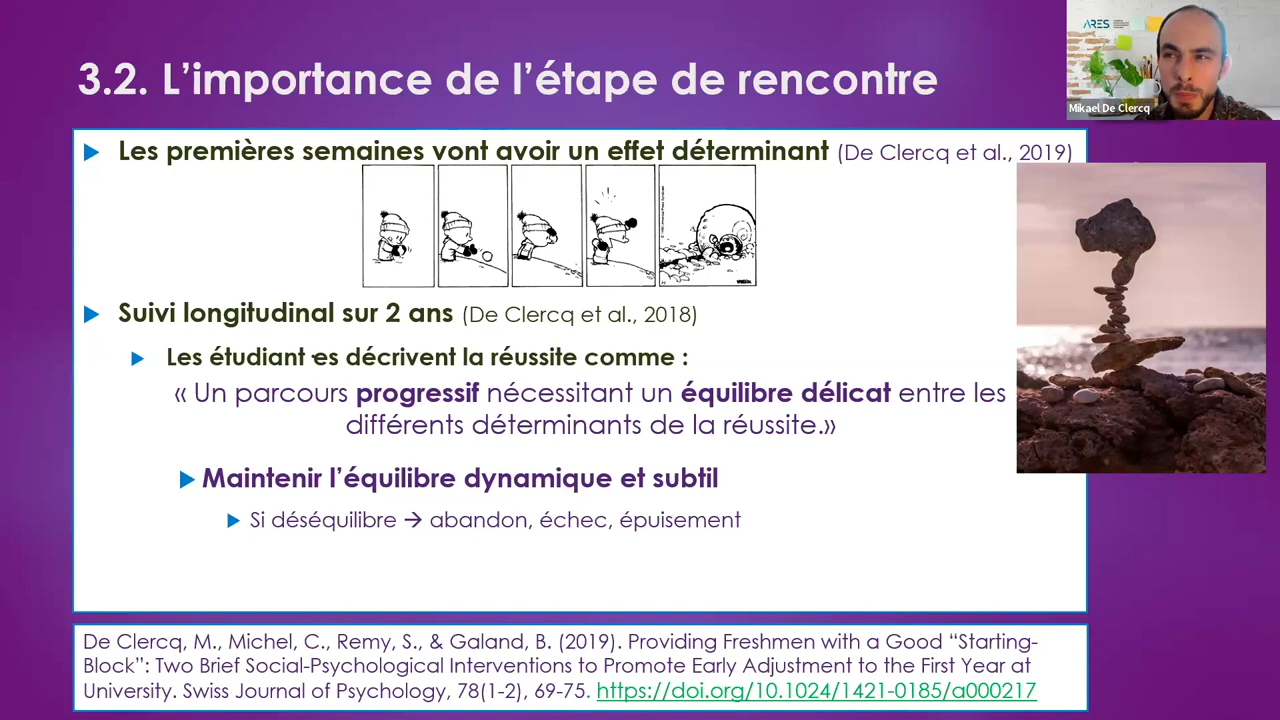 3.2. L’importance de l’étape de rencontre
ARES
Mikael De Clercq
Les premières semaines vont avoir un effet déterminant (De Clercq et al., 2019)
Suivi longitudinal sur 2 ans (De Clercq et al., 2018)
Les étudiant·es décrivent la réussite comme :
« Un parcours progressif nécessitant un équilibre délicat entre les
différents déterminants de la réussite.»
Maintenir l’équilibre dynamique et subtil
Si déséquilibre → abandon, échec, épuisement
De Clercq, M., Michel, C., Remy, S., & Galand, B. (2019). Providing Freshmen with a Good “Starting-
Block”: Two Brief Social-Psychological Interventions to Promote Early Adjustment to the First Year at
University. Swiss Journal of Psychology, 78(1-2), 69-75. https://doi.org/10.1024/1421-0185/a000217